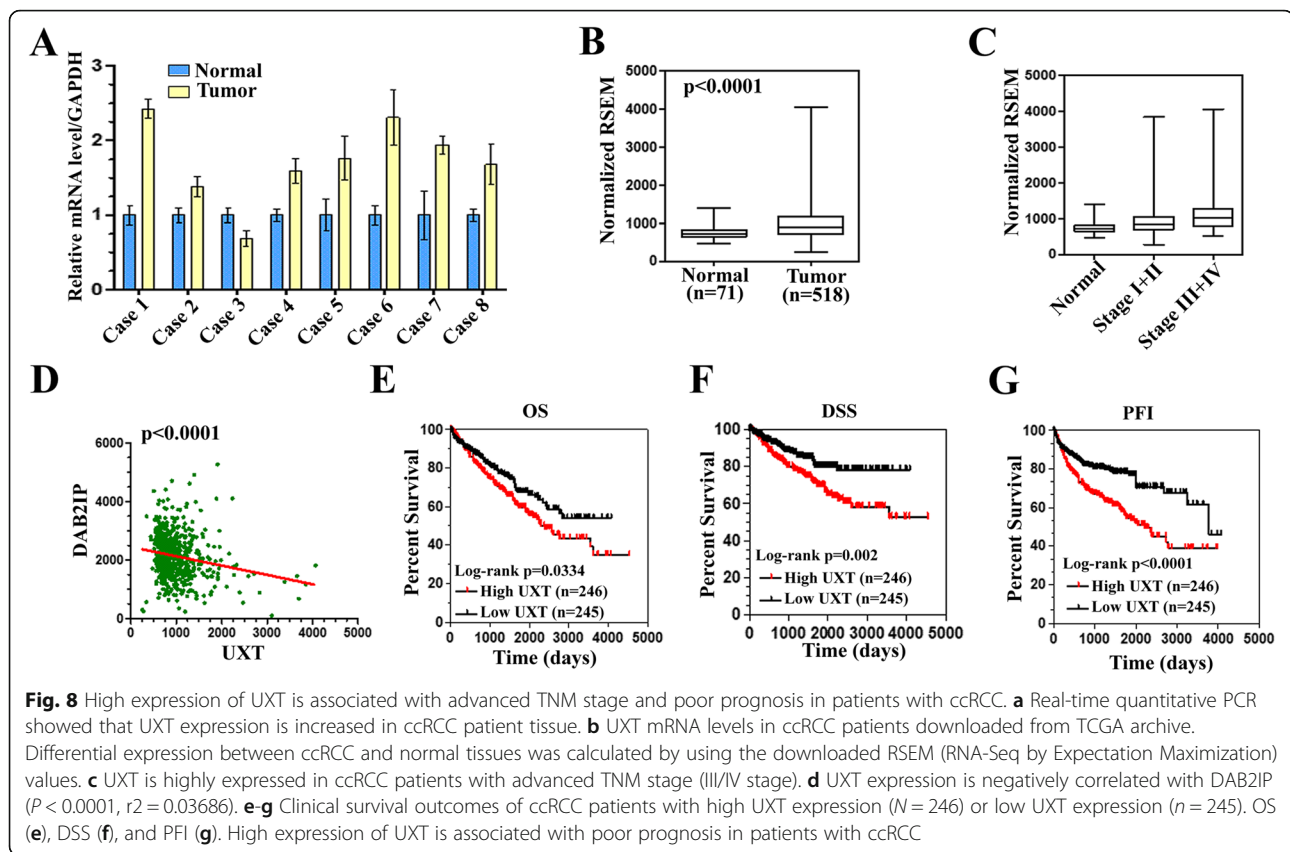 A
Relative mRNA level/GAPDH
3
2
1
0
Normal
Tumor
Case 1
Case 2
Case 3
Case 4
Case 5
Case 6
Case 7
Case 8
B
Normalized RSEM
5000
4000
3000
2000
1000
0
p<0.0001
Normal
(n=71)
Tumor
(n=518)
C
Normalized RSEM
5000
4000
3000
2000
1000
0
Normal
Stage I+II
Stage III+IV
D
p<0.0001
DAB2IP
6000
4000
2000
0
0 1000 2000 3000 4000 5000
UXT
E
OS
Percent Survival
100
80
60
40
20
0
Log-rank p=0.0334
High UXT (n=246)
Low UXT (n=245)
0 1000 2000 3000 4000 5000
Time (days)
F
DSS
Percent Survival
100
80
60
40
20
0
Log-rank p=0.002
High UXT (n=246)
Low UXT (n=245)
0 1000 2000 3000 4000 5000
Time (days)
G
PFI
Percent Survival
100
80
60
40
20
0
Log-rank p<0.0001
High UXT (n=246)
Low UXT (n=245)
0 1000 2000 3000 4000 5000
Time (days)
Fig. 8 High expression of UXT is associated with advanced TNM stage and poor prognosis in patients with ccRCC. a Real-time quantitative PCR
showed that UXT expression is increased in ccRCC patient tissue. b UXT mRNA levels in ccRCC patients downloaded from TCGA archive.
Differential expression between ccRCC and normal tissues was calculated by using the downloaded RSEM (RNA-Seq by Expectation Maximization)
values. c UXT is highly expressed in ccRCC patients with advanced TNM stage (III/IV stage). d UXT expression is negatively correlated with DAB2IP
(P < 0.0001, r2 = 0.03686). e-g Clinical survival outcomes of ccRCC patients with high UXT expression (N = 246) or low UXT expression (n = 245). OS
(e), DSS (f), and PFI (g). High expression of UXT is associated with poor prognosis in patients with ccRCC